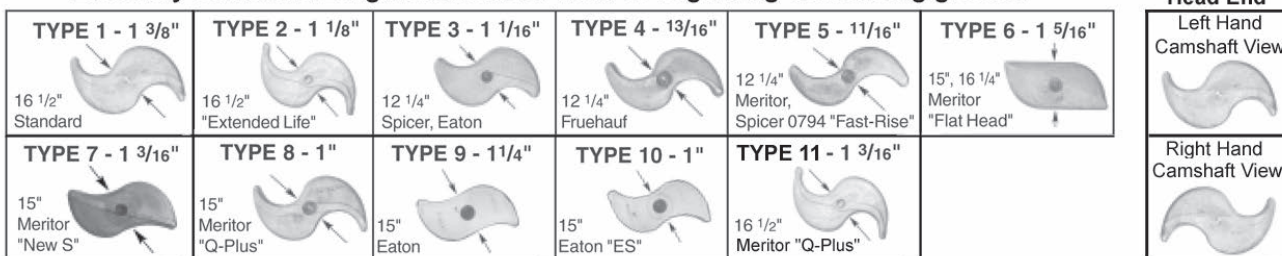 Head End
TYPE 1 - 1 3/8"
16 1/2"
Standard
TYPE 2 - 1 1/8"
16 1/2"
"Extended Life"
TYPE 3 - 1 1/16"
12 1/4"
Spicer, Eaton
TYPE 4 - 13/16"
12 1/4"
Fruehauf
TYPE 5 - 11/16"
12 1/4"
Meritor,
Spicer 0794 "Fast-Rise"
TYPE 6 - 1 5/16"
15", 16 1/4"
Meritor
"Flat Head"
TYPE 7 - 1 3/16"
15"
Meritor
"New S"
TYPE 8 - 1"
15"
Meritor
"Q-Plus"
TYPE 9 - 11/4"
15"
Eaton
TYPE 10 - 1"
15"
Eaton "ES"
TYPE 11 - 1 3/16"
16 1/2"
Meritor "Q-Plus"
Left Hand
Camshaft View
Right Hand
Camshaft View